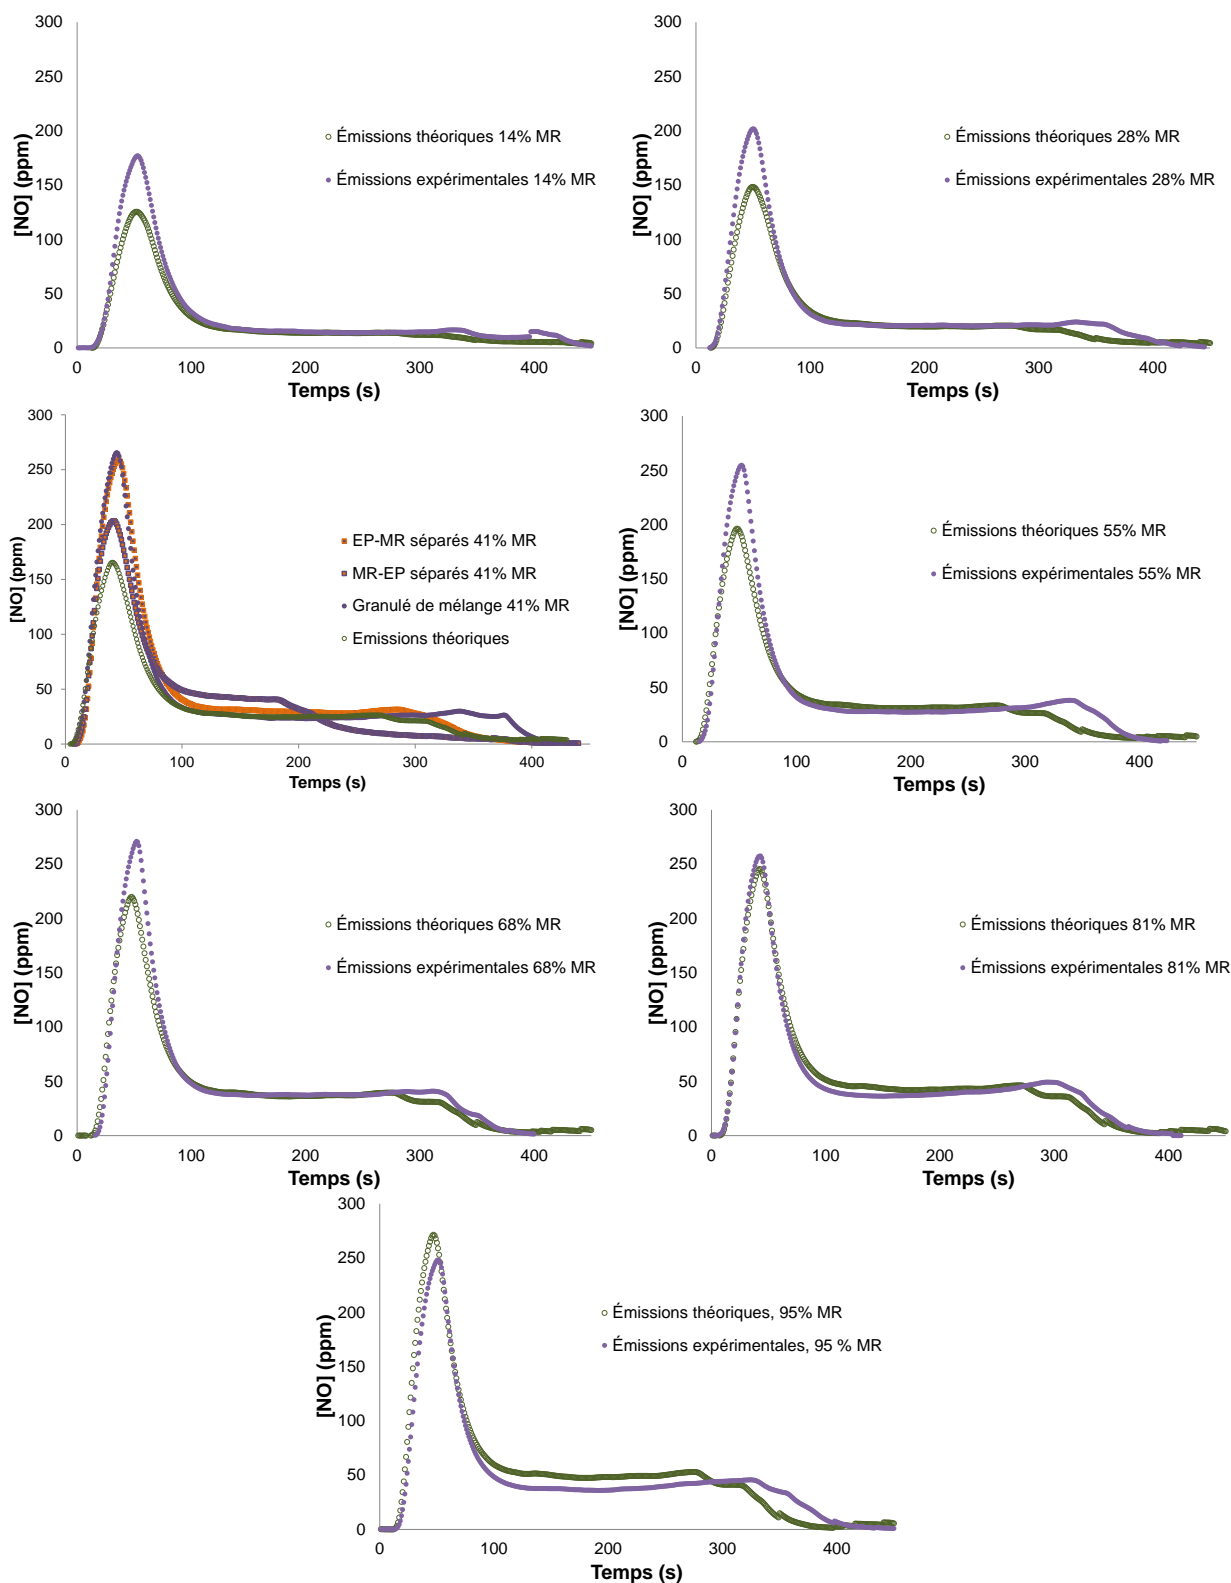 300
250
200
150
100
50
0
[NO] (ppm)
Émissions théoriques 14% MR
Émissions expérimentales 14% MR
0 100 200 300 400
Temps (s)
300
250
200
150
100
50
0
[NO] (ppm)
Émissions théoriques 28% MR
Émissions expérimentales 28% MR
0 100 200 300 400
Temps (s)
300
250
200
150
100
50
0
[NO] (ppm)
EP-MR séparés 41% MR
MR-EP séparés 41% MR
Granulé de mélange 41% MR
Emissions théoriques
0 100 200 300 400
Temps (s)
300
250
200
150
100
50
0
[NO] (ppm)
Émissions théoriques 55% MR
Émissions expérimentales 55% MR
0 100 200 300 400
Temps (s)
300
250
200
150
100
50
0
[NO] (ppm)
Émissions théoriques 68% MR
Émissions expérimentales 68% MR
0 100 200 300 400
Temps (s)
300
250
200
150
100
50
0
[NO] (ppm)
Émissions théoriques 81% MR
Émissions expérimentales 81% MR
0 100 200 300 400
Temps (s)
300
250
200
150
100
50
0
[NO] (ppm)
Émissions théoriques, 95% MR
Émissions expérimentales, 95 % MR
0 100 200 300 400
Temps (s)